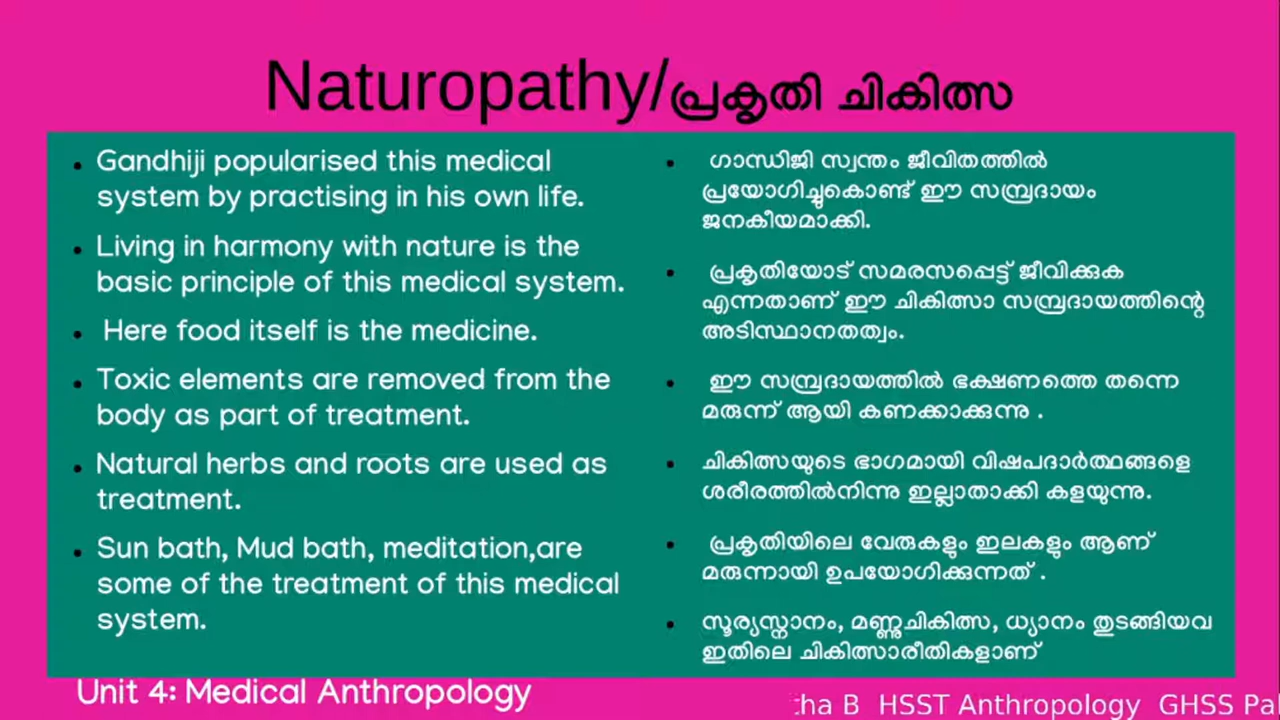 Naturopathy/പ്രകൃതി ചികിത്സ
Gandhiji popularised this medical
system by practising in his own life.
Living in harmony with nature is the
basic principle of this medical system.
Here food itself is the medicine.
Toxic elements are removed from the
body as part of treatment.
Natural herbs and roots are used as
treatment.
Sun bath, Mud bath, meditation,are
some of the treatment of this medical
system.
ഗാന്ധിജി സ്വന്തം ജീവിതത്തിൽ
പ്രയോഗിച്ചുകൊണ്ട് ഈ സമ്പ്രദായം
ജനകീയമാക്കി.
പ്രകൃതിയോട് സമരസപ്പെട്ട് ജീവിക്കുക
എന്നതാണ് ഈ ചികിത്സാ സമ്പ്രദായത്തിന്റെ
അടിസ്ഥാനതത്വം.
ഈ സമ്പ്രദായത്തിൽ ഭക്ഷണത്തെ തന്നെ
മരുന്ന് ആയി കണക്കാക്കുന്നു .
ചികിത്സയുടെ ഭാഗമായി വിഷപദാർത്ഥങ്ങളെ
ശരീരത്തിൽനിന്നു ഇല്ലാതാക്കി കളയുന്നു.
പ്രകൃതിയിലെ വേരുകളും ഇലകളും ആണ്
മരുന്നായി ഉപയോഗിക്കുന്നത് .
സൂര്യസ്നാനം, മണ്ണുചികിത്സ, ധ്യാനം തുടങ്ങിയവ
ഇതിലെ ചികിത്സാരീതികളാണ്
Unit 4: Medical Anthropology
B HSST Anthropology GHSS